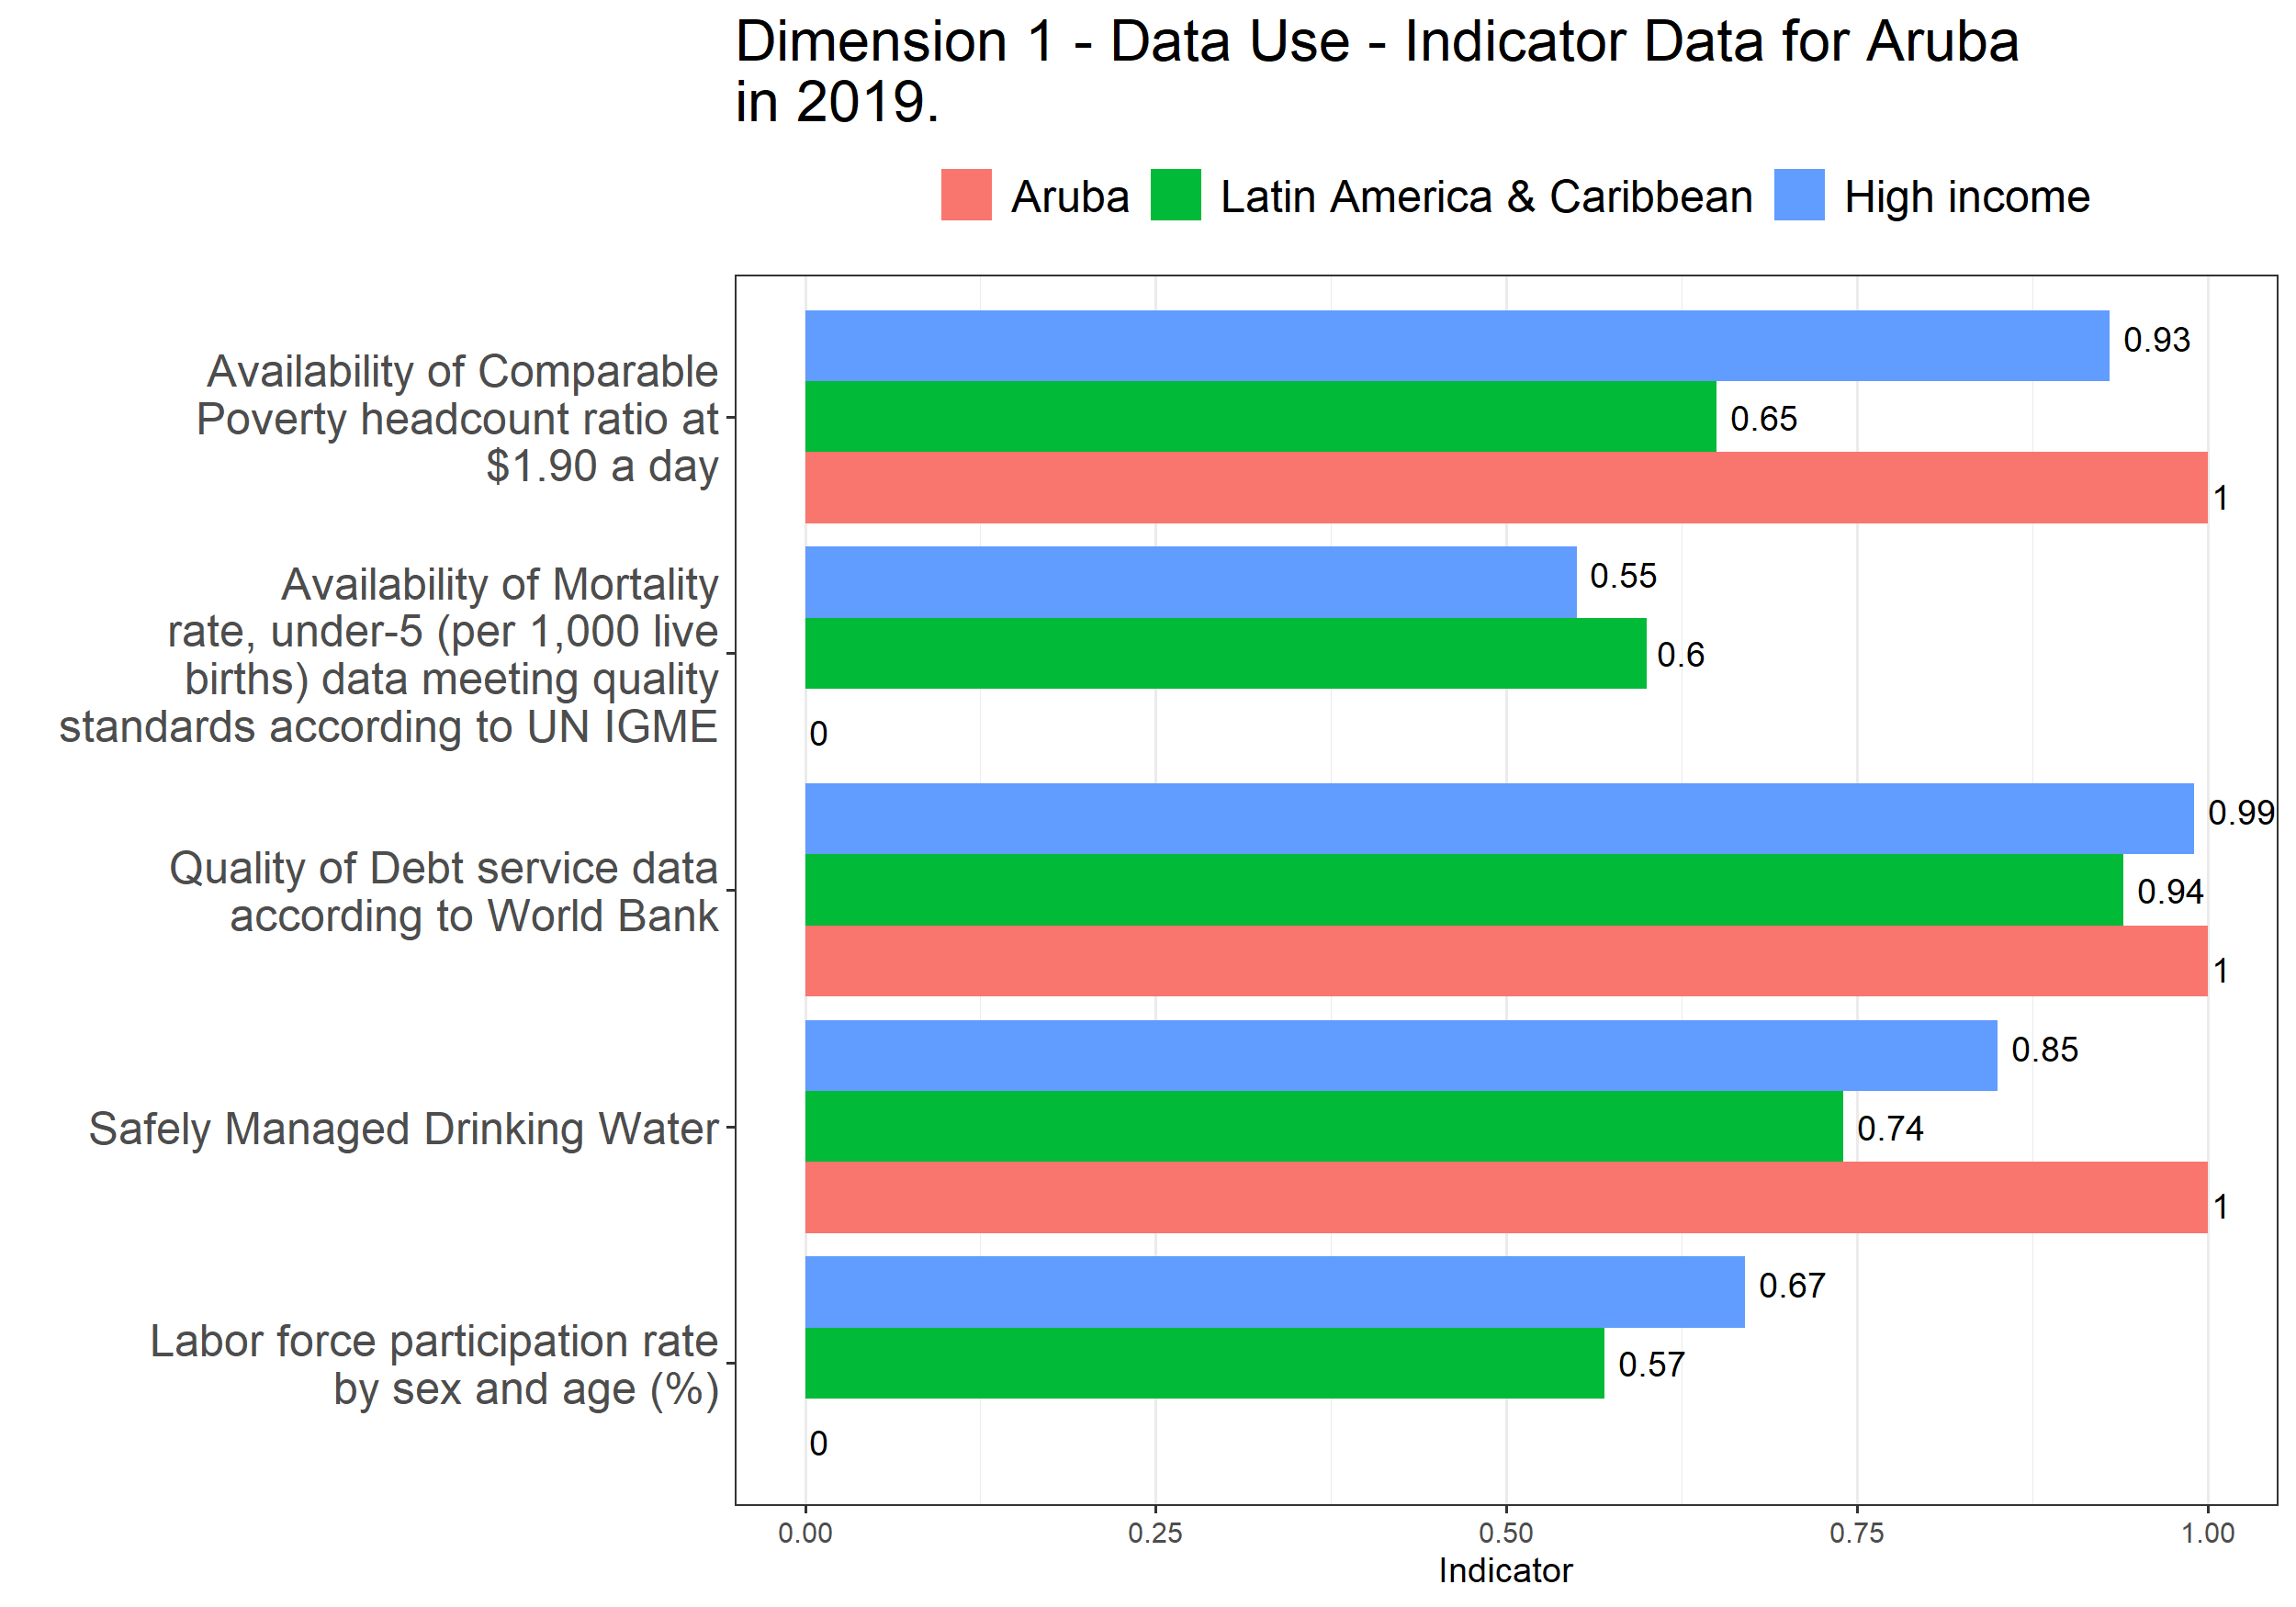 Dimension 1 - Data Use - Indicator Data for Aruba
in 2019.
Aruba
Latin America & Caribbean
High income
Availability of Comparable
Poverty headcount ratio at
$1.90 a day
0.93
0.65
1
Availability of Mortality
rate, under-5 (per 1,000 live
births) data meeting quality
standards according to UN IGME
0.55
0.6
0
Quality of Debt service data
according to World Bank
0.99
0.94
1
Safely Managed Drinking Water
0.85
0.74
1
Labor force participation rate
by sex and age (%)
0.67
0.57
0
0.00
0.25
0.50
0.75
1.00
Indicator